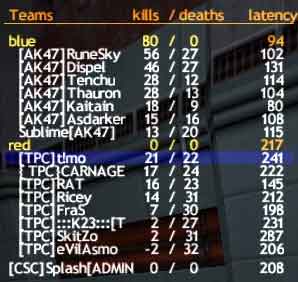 Teams kills / deaths latency
blue 80 / 0 94
[AK47]RuneSky 56 / 27 102
[AK47]Dispel 46 / 27 131
[AK47]Tenchu 28 / 12 114
[AK47]Thauron 28 / 13 104
[AK47]Kaitain 18 / 9 80
[AK47]Asdarker 15 / 16 108
Sublime[AK47] 13 / 20 115
red 0 / 0 217
[TPC]t!mo 21 / 22 241
{ TPC}CARNAGE 17 / 24 222
[TPC]RAT 16 / 23 145
[TPC]Ricey 14 / 31 212
[TPC]FraS 7 / 30 198
[TPC]:::K23:::[T 2 / 27 231
[TPC]SkitZo 2 / 31 287
[TPC]eVilAsmo -2 / 32 206
[CSC]Splash[ADMIN 0 / 0 208